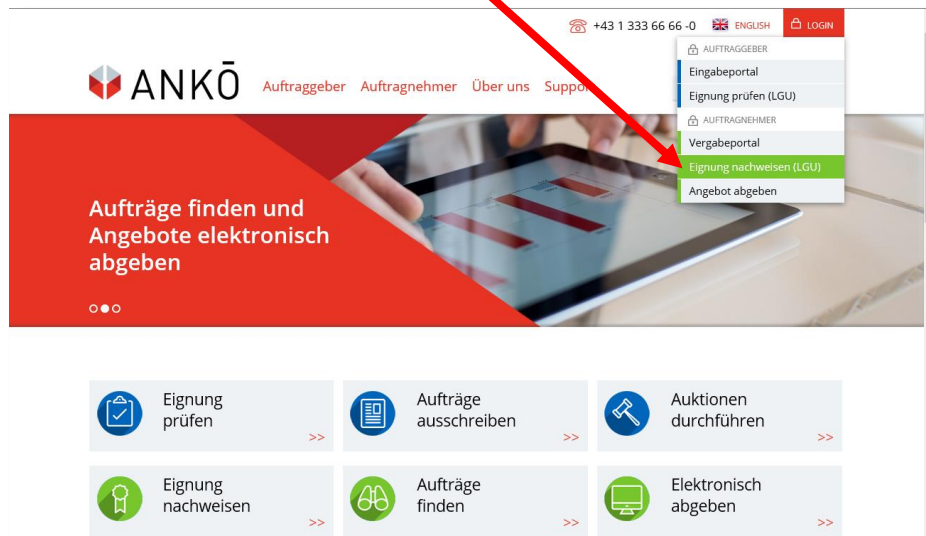 +43 1 333 66 66 -0 ENGLISH LOGIN
AUFTRAGGEBER
Eingabeportal
Eignung prüfen (LGU)
AUFTRAGNEHMER
Vergabeportal
Eignung nachweisen (LGU)
Angebot abgeben
ANKÖ
Auftraggeber Auftragnehmer Über uns
Aufträge finden und
Angebote elektronisch
abgeben
Eignung
prüfen
>>
Aufträge
ausschreiben
>>
Auktionen
durchführen
>>
Eignung
nachweisen
>>
Aufträge
finden
>>
Elektronisch
abgeben
>>